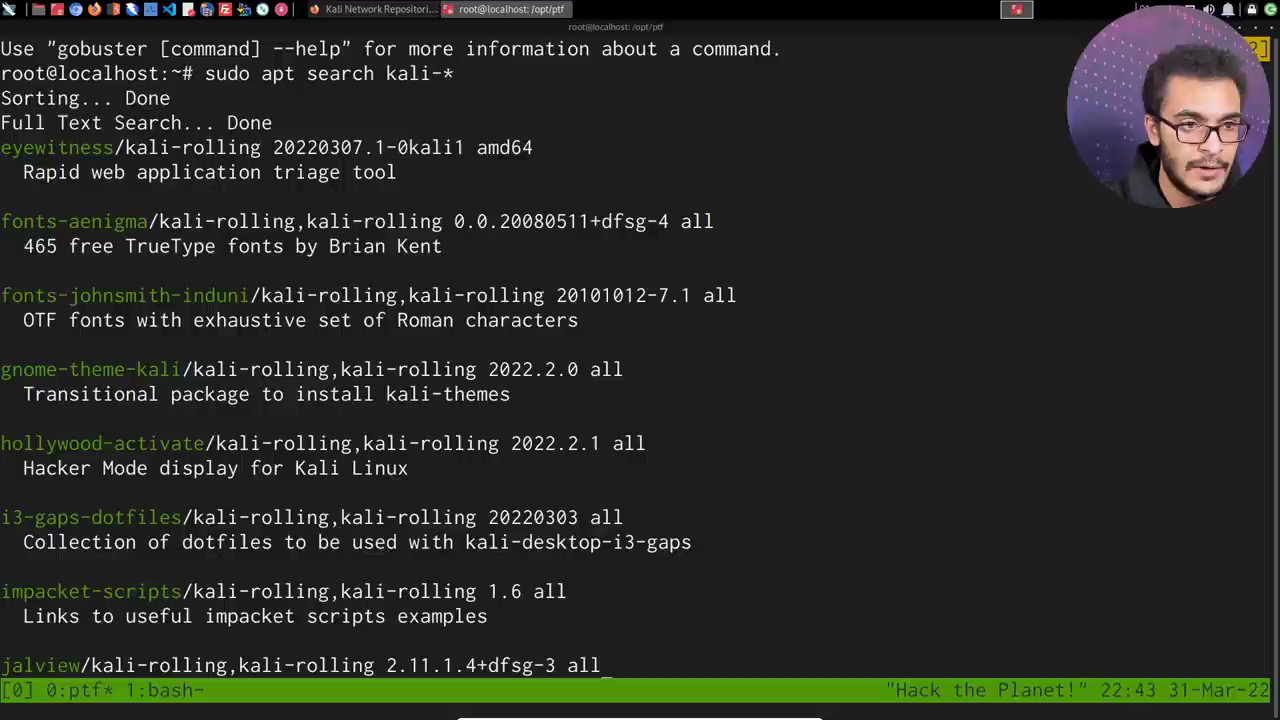 Kali Network Repositori...
root@localhost: /opt/ptf
root@localhost: /opt/ptf
Use "gobuster [command] --help" for more information about a command.
root@localhost:~# sudo apt search kali-*
Sorting... Done
Full Text Search... Done
eyewitness/kali-rolling 20220307.1-0kali1 amd64
Rapid web application triage tool
fonts-aenigma/kali-rolling,kali-rolling 0.0.20080511+dfsg-4 all
465 free TrueType fonts by Brian Kent
fonts-johnsmith-induni/kali-rolling,kali-rolling 20101012-7.1 all
OTF fonts with exhaustive set of Roman characters
gnome-theme-kali/kali-rolling,kali-rolling 2022.2.0 all
Transitional package to install kali-themes
hollywood-activate/kali-rolling,kali-rolling 2022.2.1 all
Hacker Mode display for Kali Linux
i3-gaps-dotfiles/kali-rolling,kali-rolling 20220303 all
Collection of dotfiles to be used with kali-desktop-i3-gaps
impacket-scripts/kali-rolling,kali-rolling 1.6 all
Links to useful impacket scripts examples
jalview/kali-rolling,kali-rolling 2.11.1.4+dfsg-3 all
[0] 0:ptf* 1:bash- "Hack the Planet!" 22:43 31-Mar-22